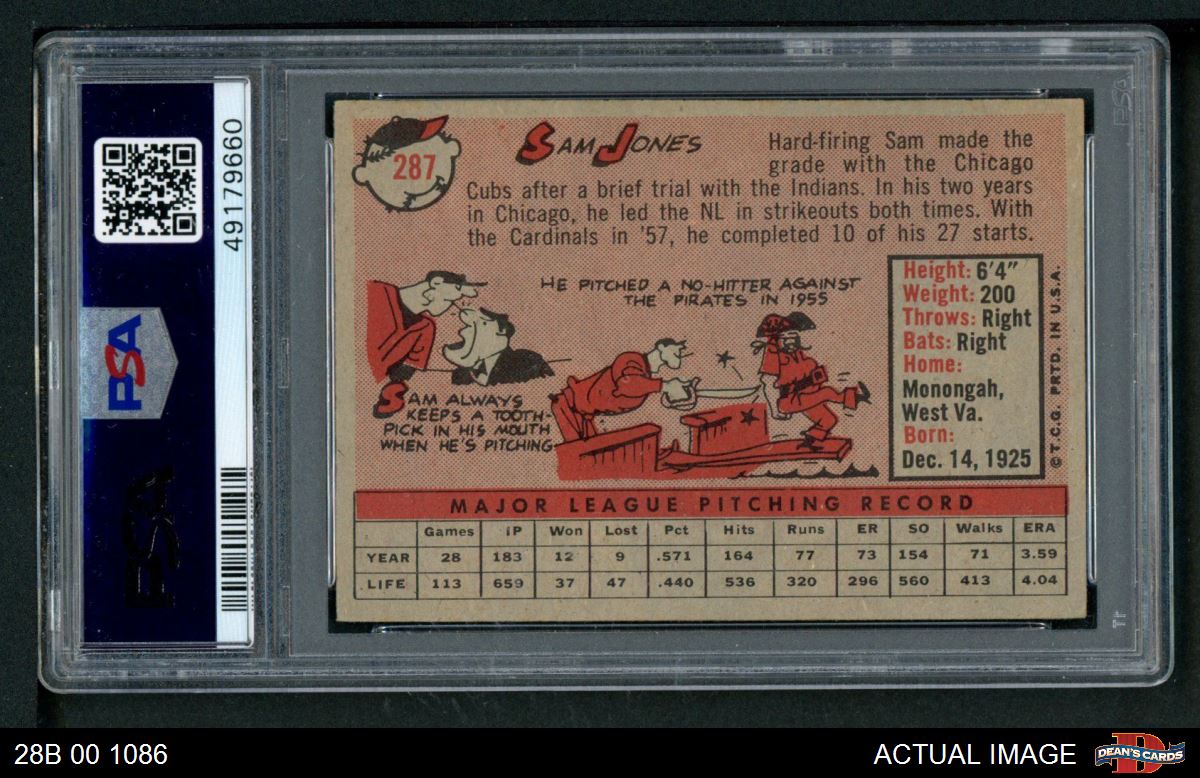 49179660
PSA
PSA
PSA
287
SAM JONES
Hard-firing Sam made the
grade with the Chicago
Cubs after a brief trial with the Indians. In his two years
in Chicago, he led the NL in strikeouts both times. With
the Cardinals in '57, he completed 10 of his 27 starts.
HE PITCHED A NO-HITTER AGAINST
THE PIRATES IN 1955
SAM ALWAYS
KEEPS A TOOTH-
PICK IN HIS MOUTH
WHEN HE'S PITCHING
Height: 6'4"
Weight: 200
Throws: Right
Bats: Right
Home:
Monongah,
West Va.
Born:
Dec. 14, 1925
© T.C.G. PRTD. IN U.S.A.
MAJOR LEAGUE PITCHING RECORD
Games IP Won Lost Pct Hits Runs ER SO Walks ERA
YEAR 28 183 12 9 .571 164 77 73 154 71 3.59
LIFE 113 659 37 47 .440 536 320 296 560 413 4.04
28B 00 1086
ACTUAL IMAGE
DEAN'S CARDS